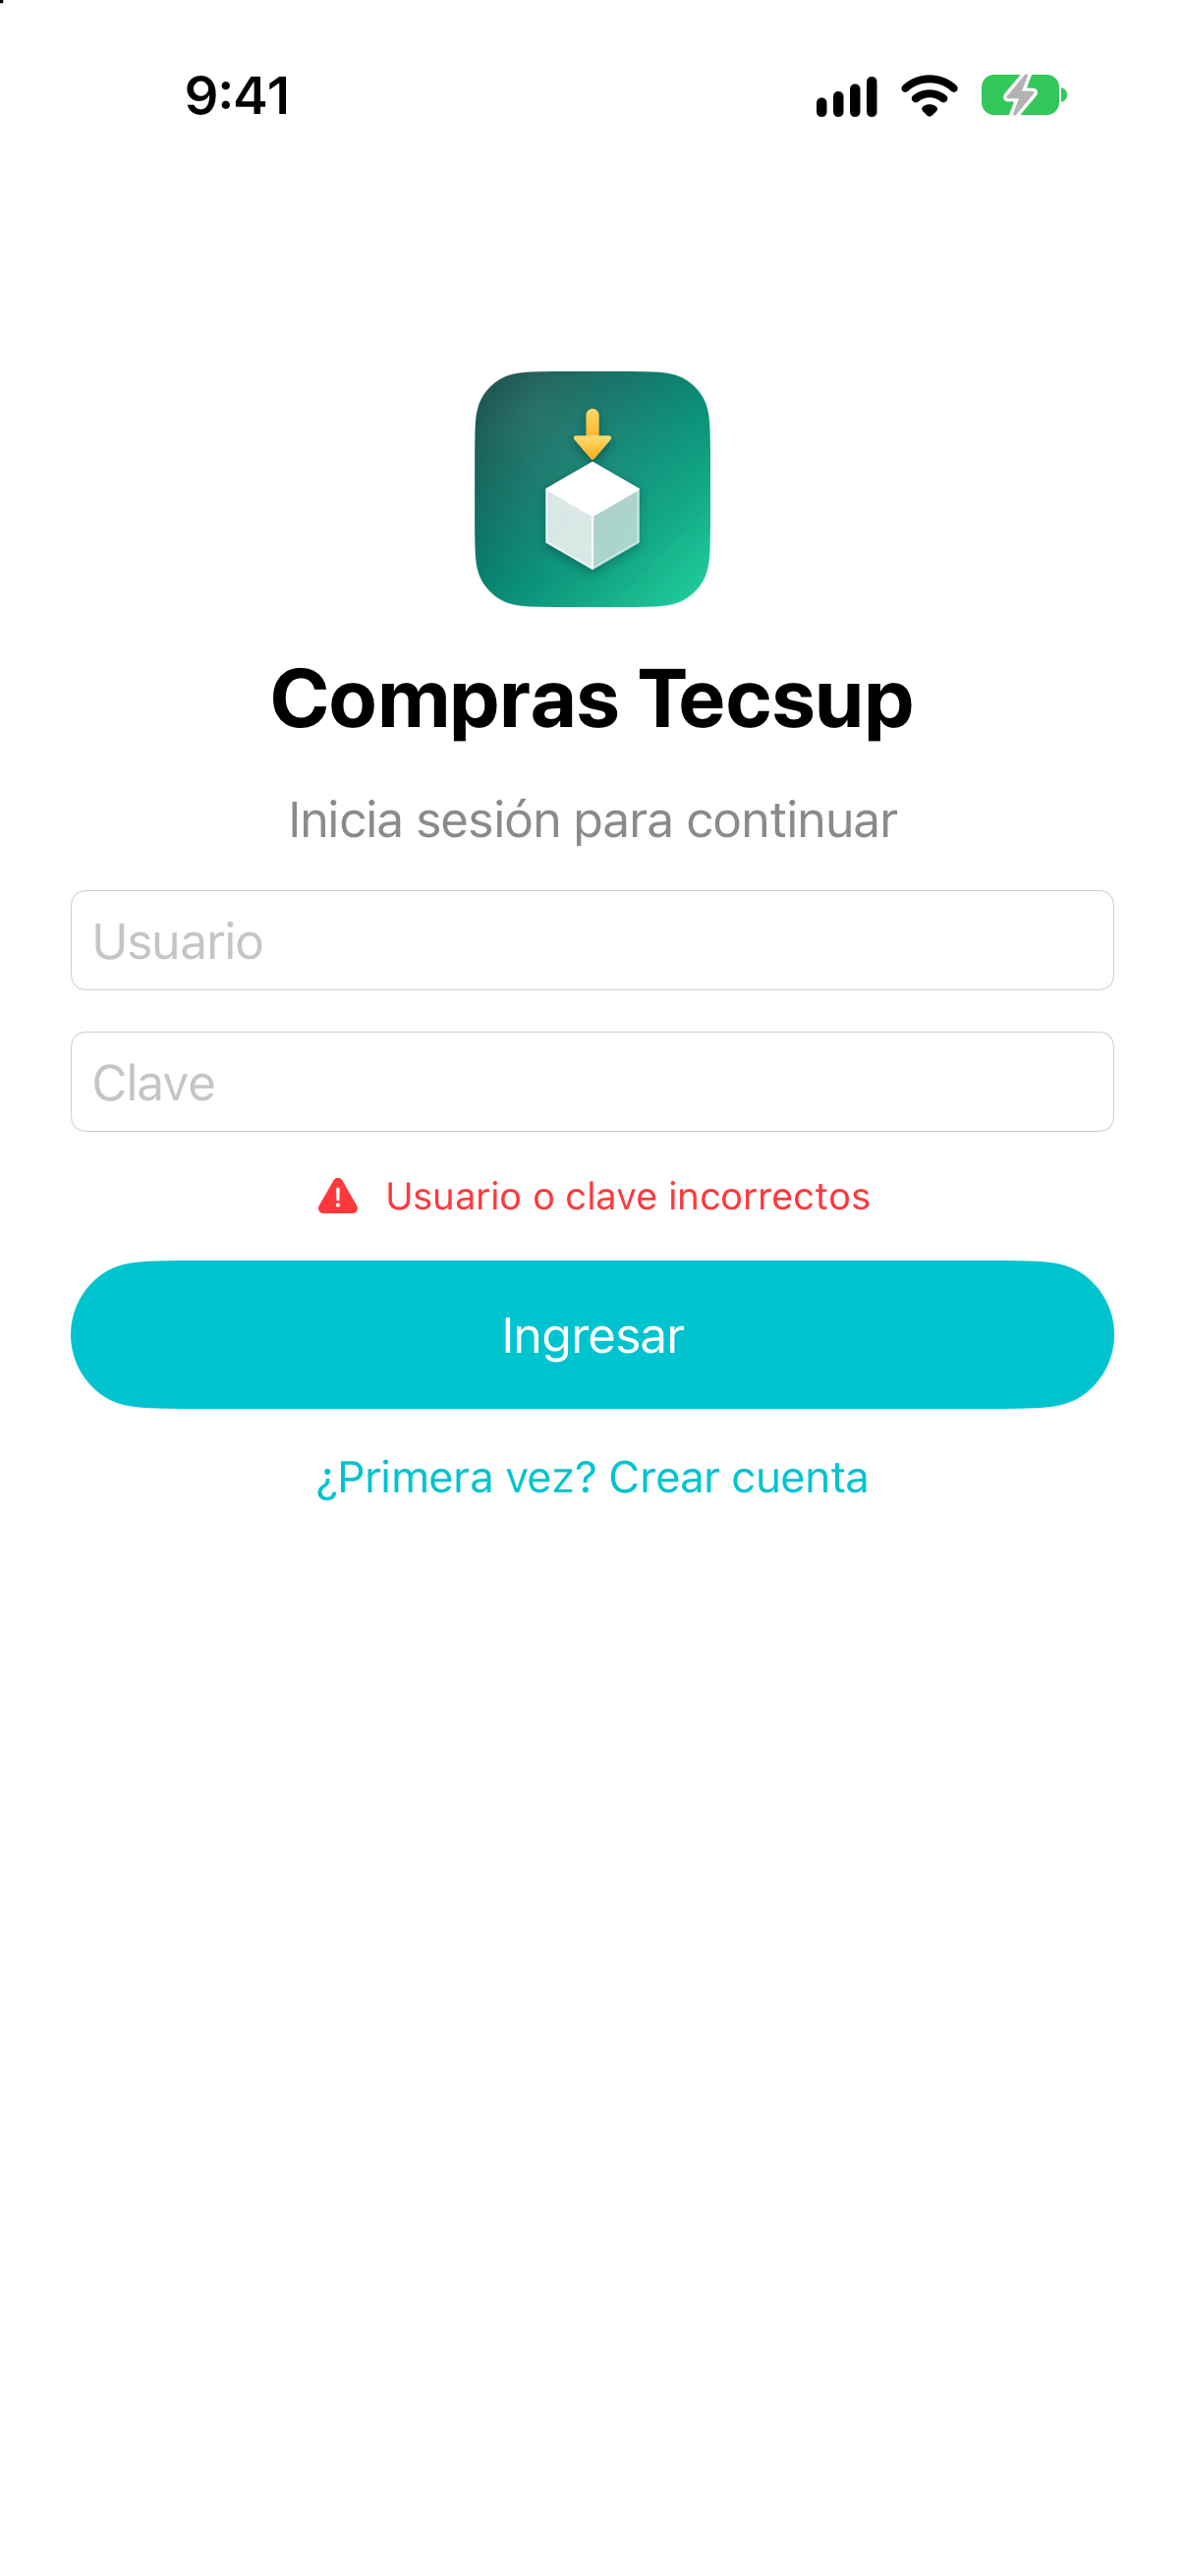 9:41
Compras Tecsup
Inicia sesión para continuar
Usuario
Clave
Usuario o clave incorrectos
Ingresar
¿Primera vez? Crear cuenta